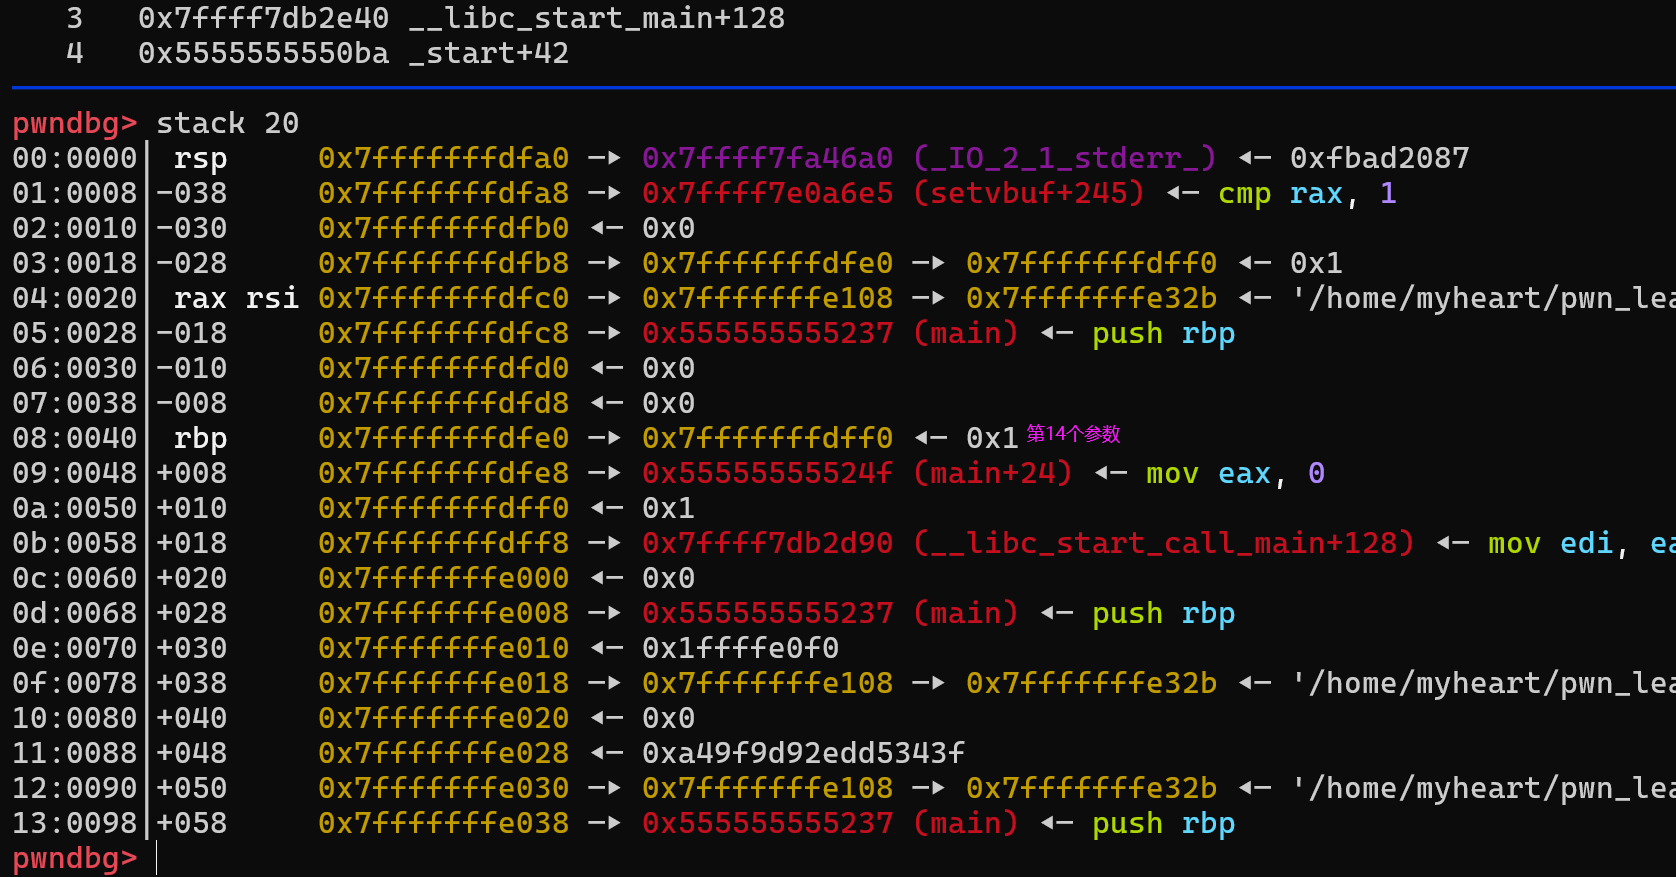 3   0x7ffff7db2e40 __libc_start_main+128
4   0x5555555550ba _start+42
pwndbg> stack 20
00:0000│ rsp     0x7fffffffdfa0 —▸ 0x7ffff7fa46a0 (_IO_2_1_stderr_) ◂— 0xfbad2087
01:0008│-038     0x7fffffffdfa8 —▸ 0x7ffff7e0a6e5 (setvbuf+245) ◂— cmp rax, 1
02:0010│-030     0x7fffffffdfb0 ◂— 0x0
03:0018│-028     0x7fffffffdfb8 —▸ 0x7fffffffdfe0 —▸ 0x7fffffffdff0 ◂— 0x1
04:0020│ rax rsi 0x7fffffffdfc0 —▸ 0x7fffffffe108 —▸ 0x7fffffffe32b ◂— '/home/myheart/pwn_lea
05:0028│-018     0x7fffffffdfc8 —▸ 0x555555555237 (main) ◂— push rbp
06:0030│-010     0x7fffffffdfd0 ◂— 0x0
07:0038│-008     0x7fffffffdfd8 ◂— 0x0
08:0040│ rbp     0x7fffffffdfe0 —▸ 0x7fffffffdff0 ◂— 0x1 第14个参数
09:0048│+008     0x7fffffffdfe8 —▸ 0x55555555524f (main+24) ◂— mov eax, 0
0a:0050│+010     0x7fffffffdff0 ◂— 0x1
0b:0058│+018     0x7fffffffdff8 —▸ 0x7ffff7db2d90 (__libc_start_call_main+128) ◂— mov edi, ea
0c:0060│+020     0x7fffffffe000 ◂— 0x0
0d:0068│+028     0x7fffffffe008 —▸ 0x555555555237 (main) ◂— push rbp
0e:0070│+030     0x7fffffffe010 ◂— 0x1ffffe0f0
0f:0078│+038     0x7fffffffe018 —▸ 0x7fffffffe108 —▸ 0x7fffffffe32b ◂— '/home/myheart/pwn_lea
10:0080│+040     0x7fffffffe020 ◂— 0x0
11:0088│+048     0x7fffffffe028 ◂— 0xa49f9d92edd5343f
12:0090│+050     0x7fffffffe030 —▸ 0x7fffffffe108 —▸ 0x7fffffffe32b ◂— '/home/myheart/pwn_lea
13:0098│+058     0x7fffffffe038 —▸ 0x555555555237 (main) ◂— push rbp
pwndbg>